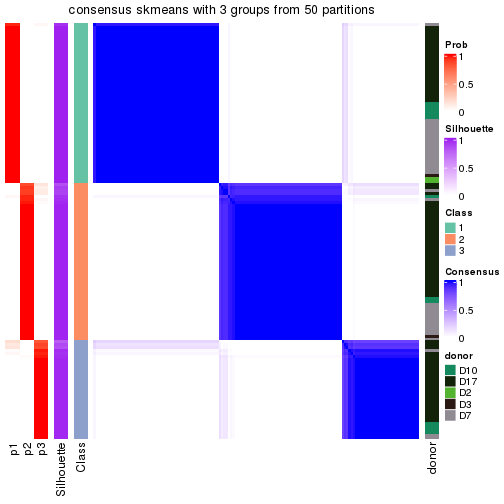 consensus skmeans with 3 groups from 50 partitions
Prob
1
0.5
0
Silhouette
1
0.5
0
Class
1
2
3
Consensus
1
0.5
0
donor
D10
D17
D2
D3
D7
p1
p2
p3
Silhouette
Class
donor